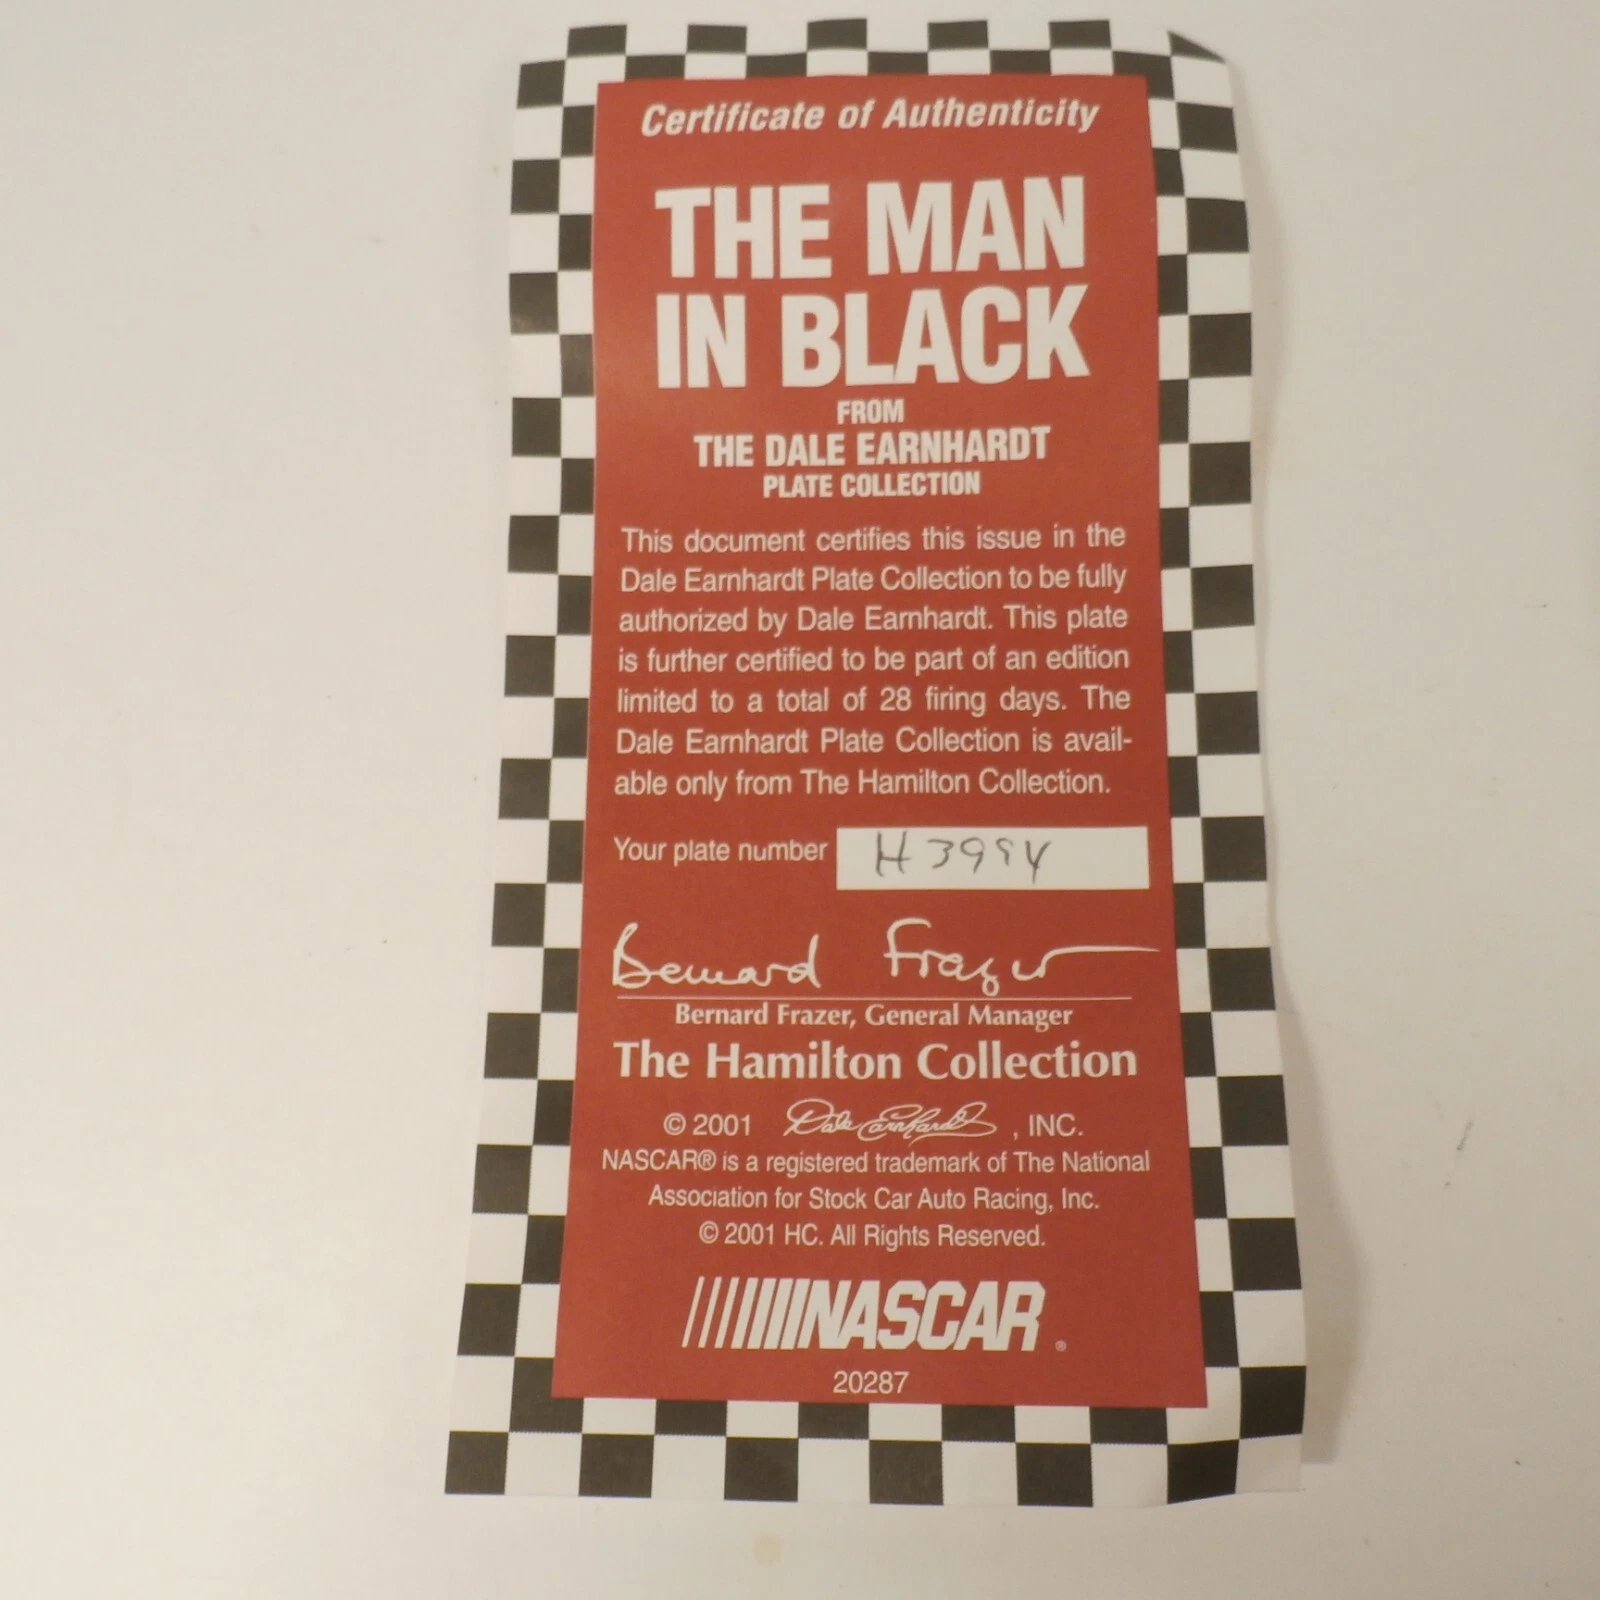 Certificate of Authenticity
THE MAN
IN BLACK
FROM
THE DALE EARNHARDT
PLATE COLLECTION
This document certifies this issue in the
Dale Earnhardt Plate Collection to be fully
authorized by Dale Earnhardt. This plate
is further certified to be part of an edition
limited to a total of 28 firing days. The
Dale Earnhardt Plate Collection is avail-
able only from The Hamilton Collection.
Your plate number H3994
Bernard Frazer
Bernard Frazer, General Manager
The Hamilton Collection
© 2001 Dale Earnhardt, INC.
NASCAR® is a registered trademark of The National
Association for Stock Car Auto Racing, Inc.
© 2001 HC. All Rights Reserved.
NASCAR®
20287